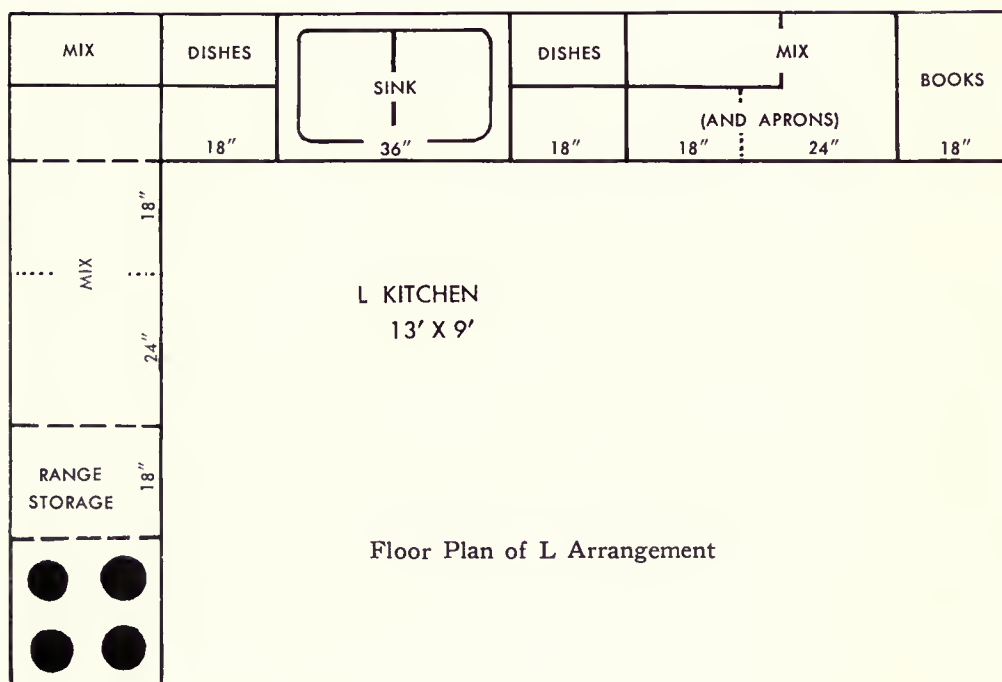 MIX
DISHES
SINK
DISHES
MIX
BOOKS
(AND APRONS)
18″
36″
18″
18″
24″
18″
18″
MIX
24″
L KITCHEN
13′ X 9′
RANGE
STORAGE
18″
Floor Plan of L Arrangement